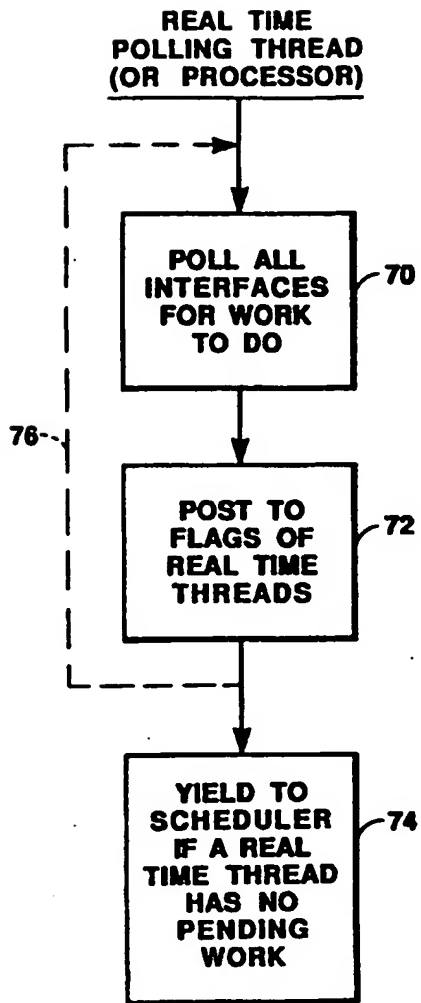 REAL TIME
POLLING THREAD
(OR PROCESSOR)
POLL ALL
INTERFACES
FOR WORK
TO DO
70
76
POST TO
FLAGS OF
REAL TIME
THREADS
72
YIELD TO
SCHEDULER
IF A REAL
TIME THREAD
HAS NO
PENDING
WORK
74